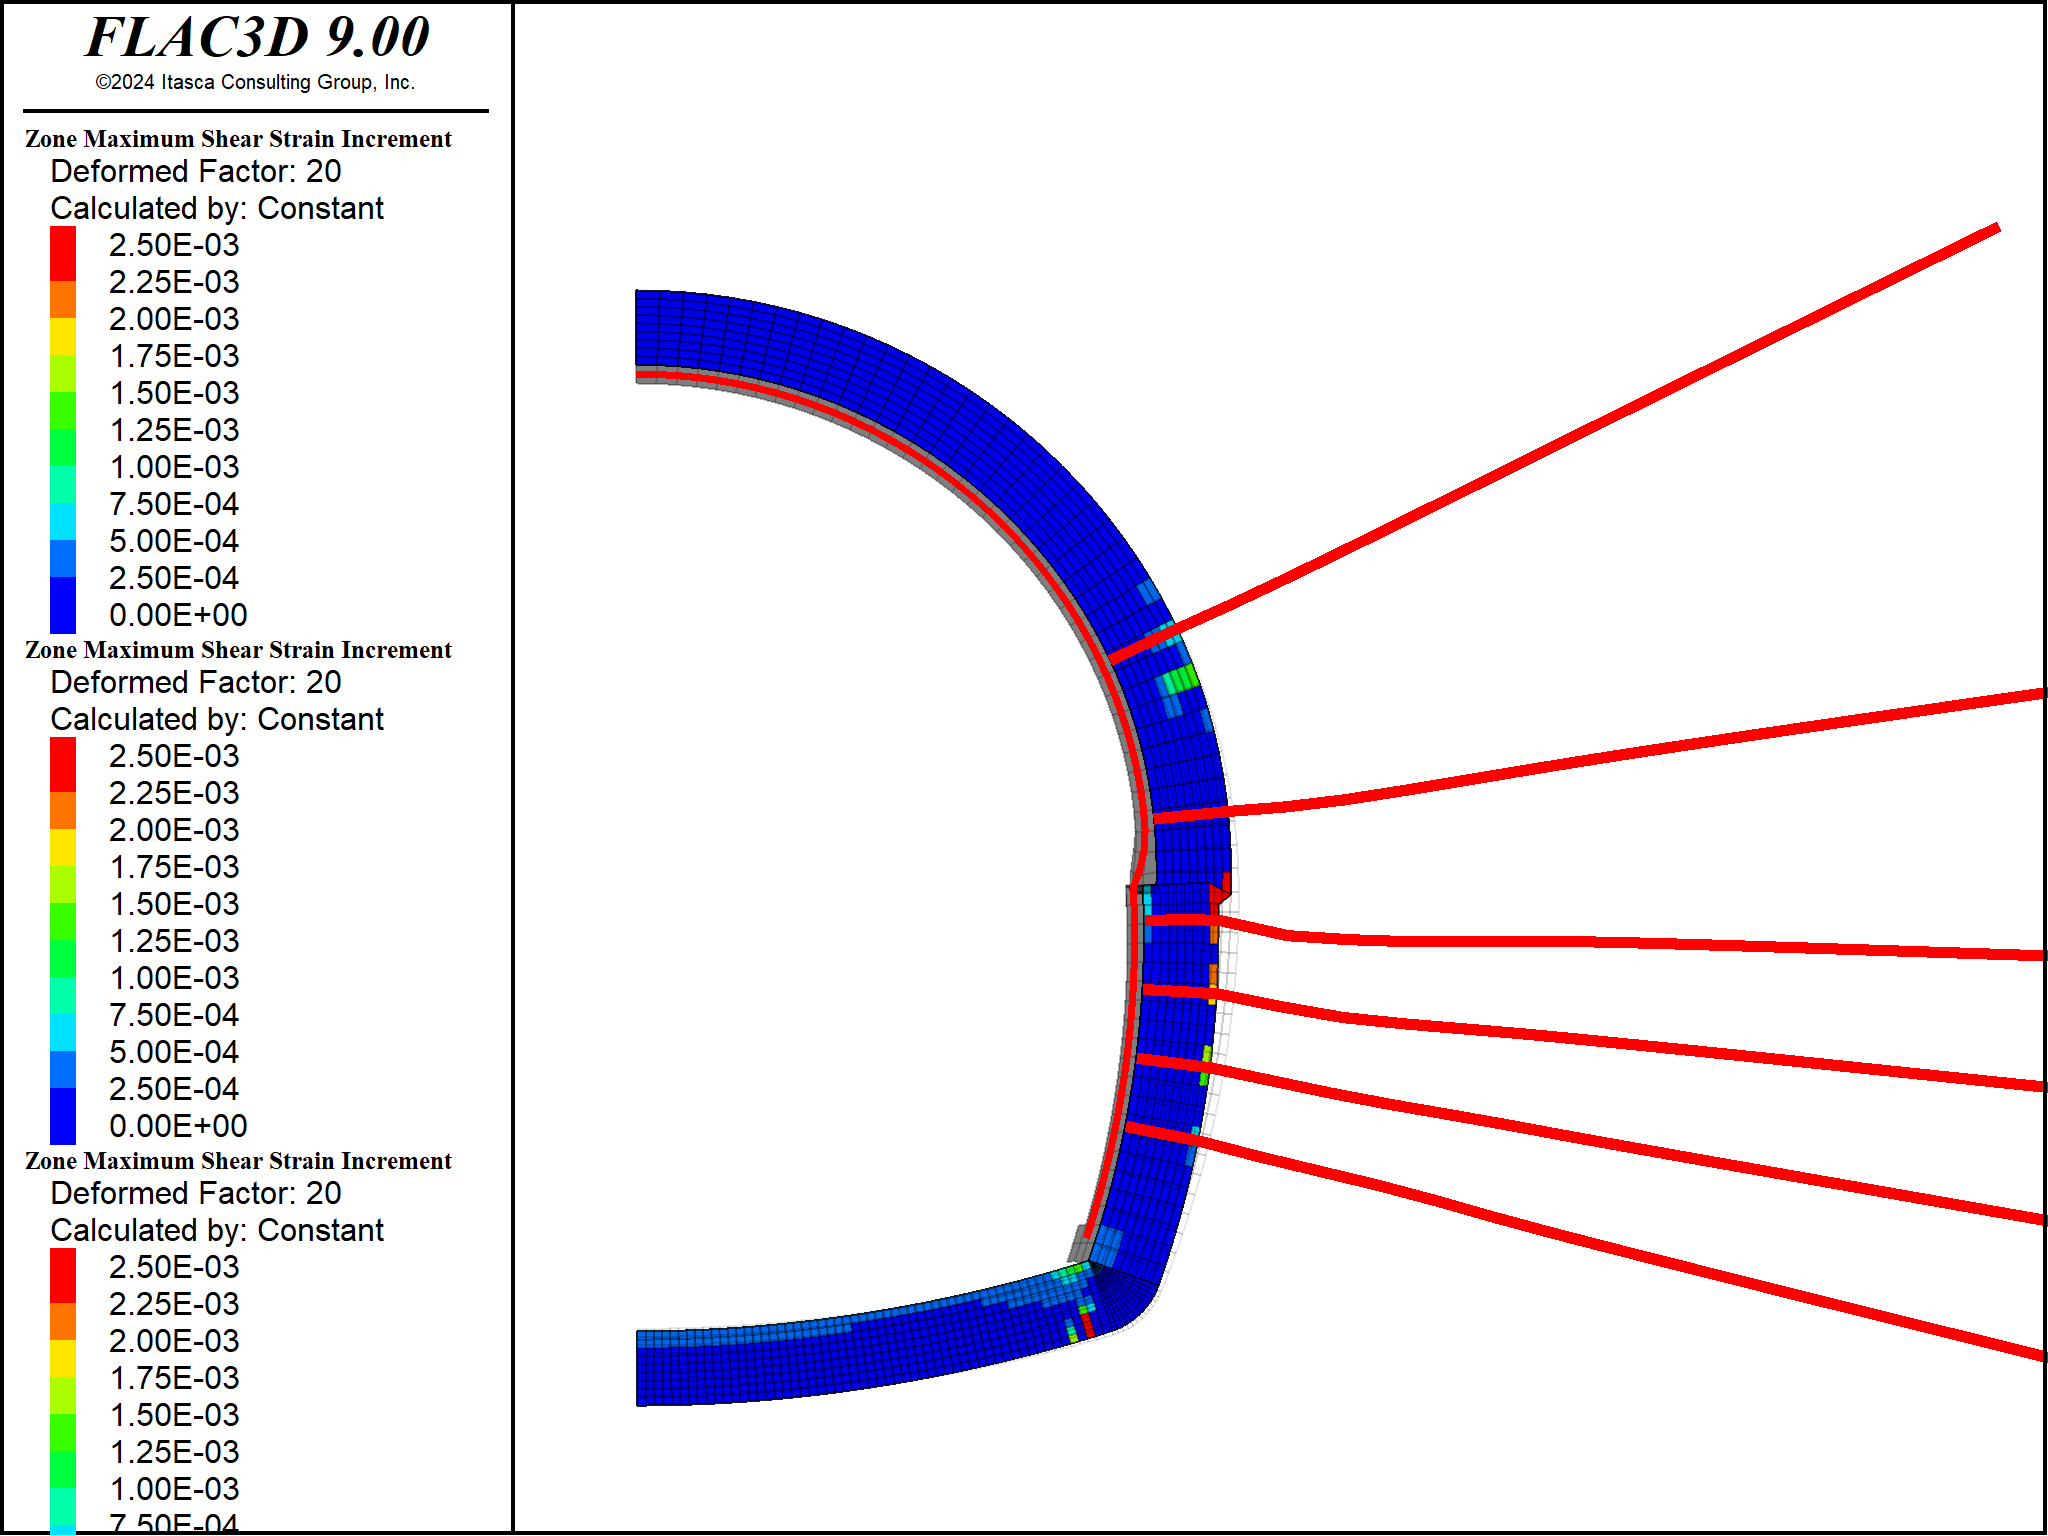 FLAC3D 9.00
©2024 Itasca Consulting Group, Inc.
Zone Maximum Shear Strain Increment
Deformed Factor: 20
Calculated by: Constant
2.50E-03
2.25E-03
2.00E-03
1.75E-03
1.50E-03
1.25E-03
1.00E-03
7.50E-04
5.00E-04
2.50E-04
0.00E+00
Zone Maximum Shear Strain Increment
Deformed Factor: 20
Calculated by: Constant
2.50E-03
2.25E-03
2.00E-03
1.75E-03
1.50E-03
1.25E-03
1.00E-03
7.50E-04
5.00E-04
2.50E-04
0.00E+00
Zone Maximum Shear Strain Increment
Deformed Factor: 20
Calculated by: Constant
2.50E-03
2.25E-03
2.00E-03
1.75E-03
1.50E-03
1.25E-03
1.00E-03
7.50E-04